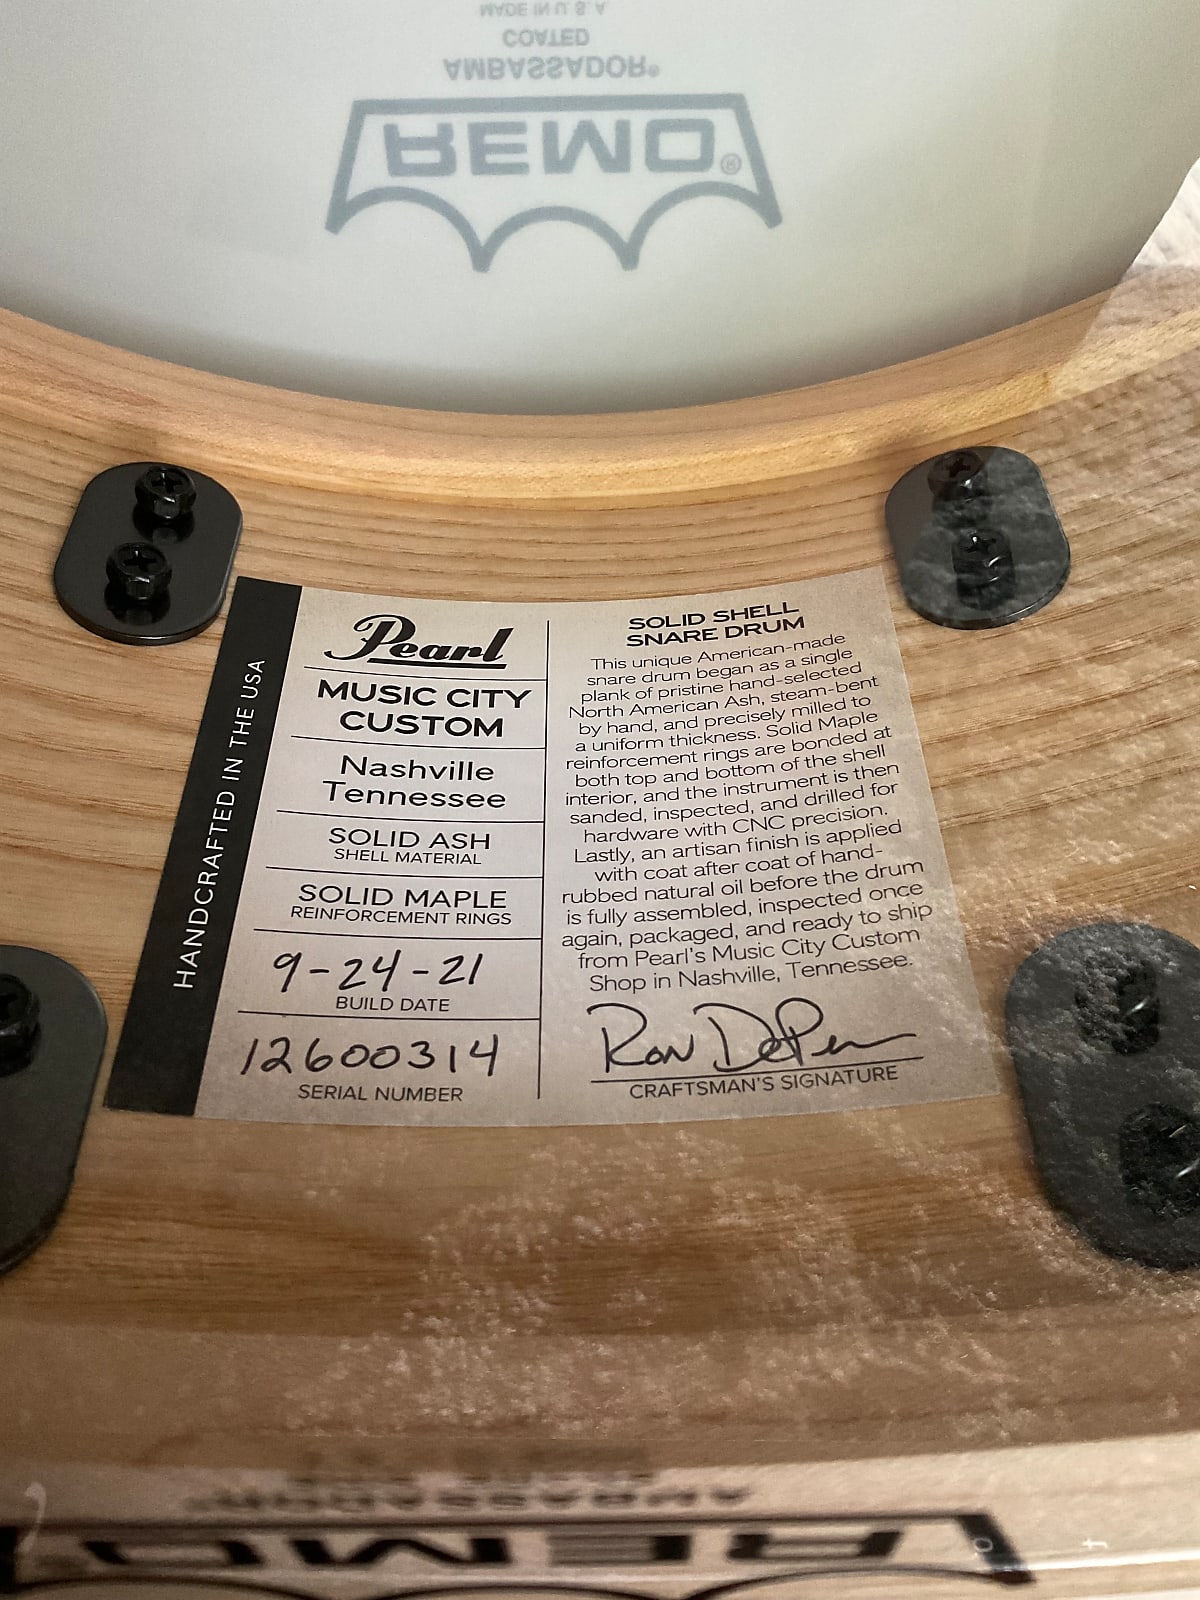 MADE IN U.S.A
COATED
AMBASSADOR®
REMO®
HANDCRAFTED IN THE USA
Pearl
MUSIC CITY
CUSTOM
Nashville
Tennessee
SOLID ASH
SHELL MATERIAL
SOLID MAPLE
REINFORCEMENT RINGS
9-24-21
BUILD DATE
12600314
SERIAL NUMBER
SOLID SHELL
SNARE DRUM
This unique American-made
snare drum began as a single
plank of pristine hand-selected
North American Ash, steam-bent
by hand, and precisely milled to
a uniform thickness. Solid Maple
reinforcement rings are bonded at
both top and bottom of the shell
interior, and the instrument is then
sanded, inspected, and drilled for
hardware with CNC precision.
Lastly, an artisan finish is applied
with coat after coat of hand-
rubbed natural oil before the drum
is fully assembled, inspected once
again, packaged, and ready to ship
from Pearl's Music City Custom
Shop in Nashville, Tennessee.
Ron
CRAFTSMAN'S SIGNATURE
AMBASSADOR
REMO